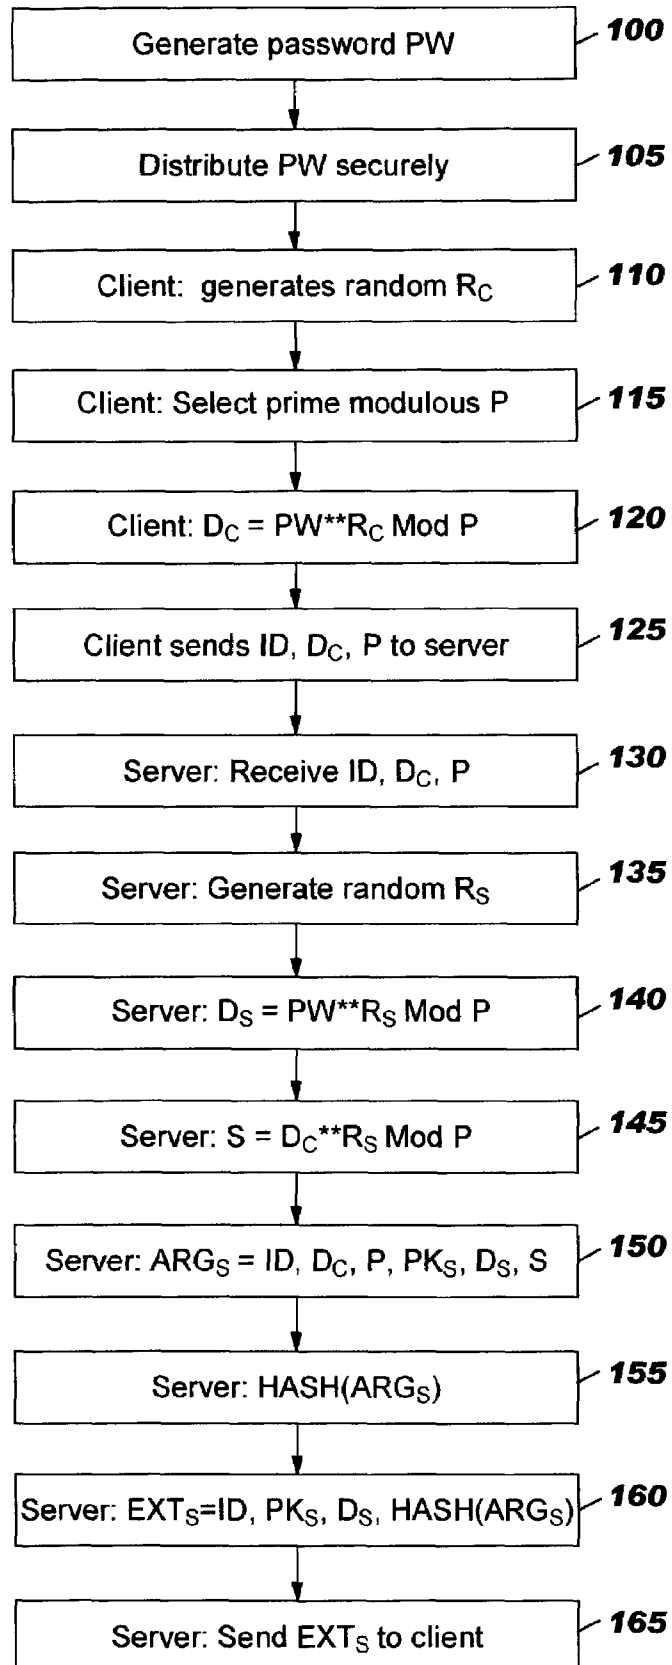 Generate password PW 100
Distribute PW securely 105
Client: generates random R_C 110
Client: Select prime modulous P 115
Client: D_C = PW**R_C Mod P 120
Client sends ID, D_C, P to server 125
Server: Receive ID, D_C, P 130
Server: Generate random R_S 135
Server: D_S = PW**R_S Mod P 140
Server: S = D_C**R_S Mod P 145
Server: ARG_S = ID, D_C, P, PK_S, D_S, S 150
Server: HASH(ARG_S) 155
Server: EXT_S=ID, PK_S, D_S, HASH(ARG_S) 160
Server: Send EXT_S to client 165